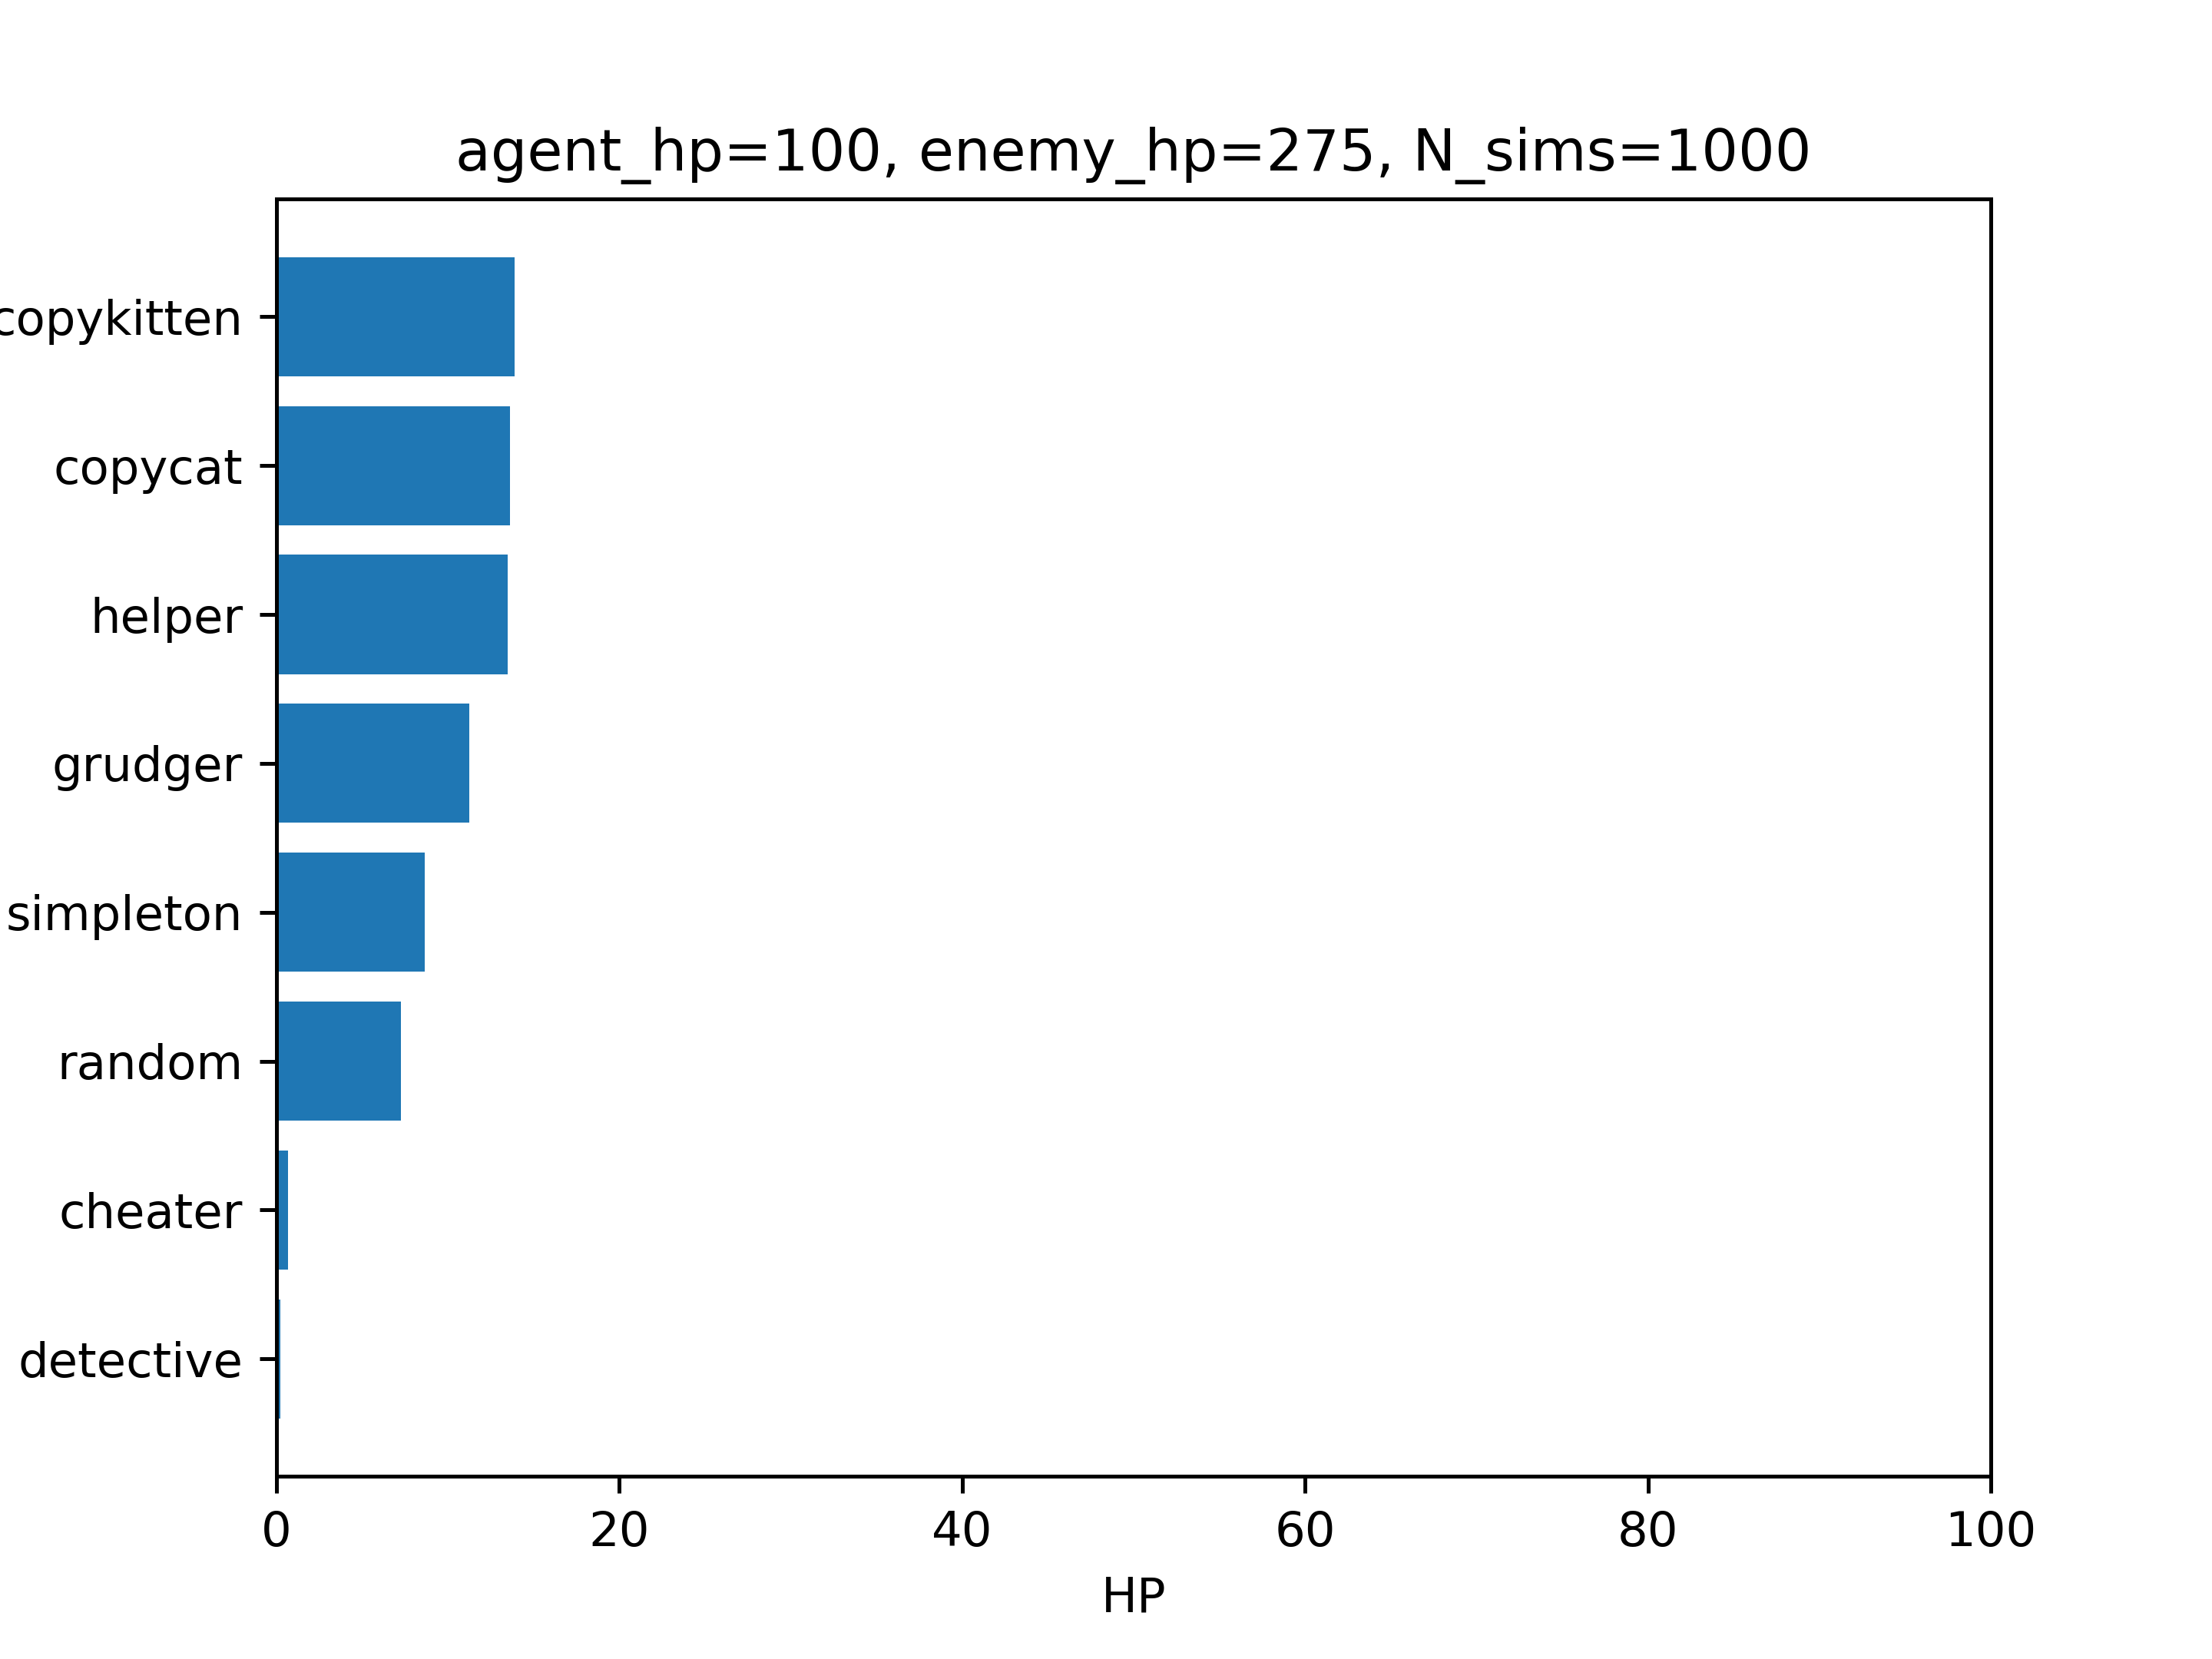 agent_hp=100, enemy_hp=275, N_sims=1000
copykitten
copycat
helper
grudger
simpleton
random
cheater
detective
0 20 40 60 80 100
HP